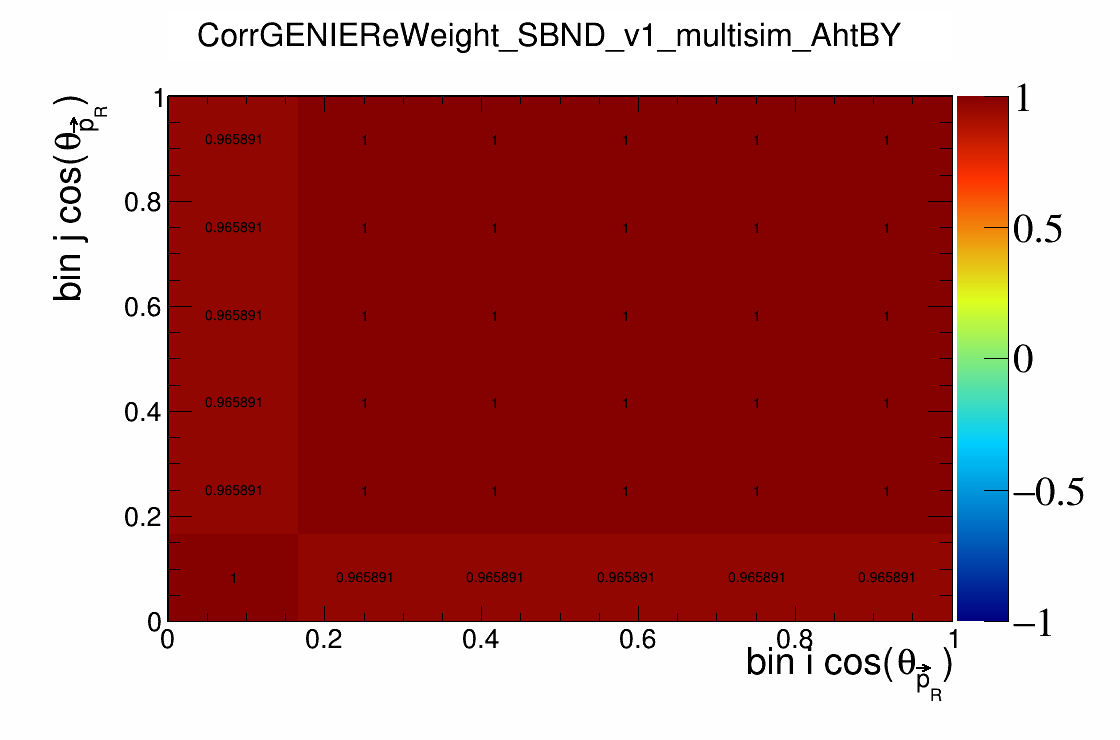 CorrGENIEReWeight_SBND_v1_multisim_AhtBY
bin j cos(θp⃗R)
1
0.8
0.6
0.4
0.2
0
0.965891 1 1 1 1 1
0.965891 1 1 1 1 1
0.965891 1 1 1 1 1
0.965891 1 1 1 1 1
0.965891 1 1 1 1 1
1 0.965891 0.965891 0.965891 0.965891 0.965891
0 0.2 0.4 0.6 0.8 1
bin i cos(θp⃗R)
1
0.5
0
−0.5
−1